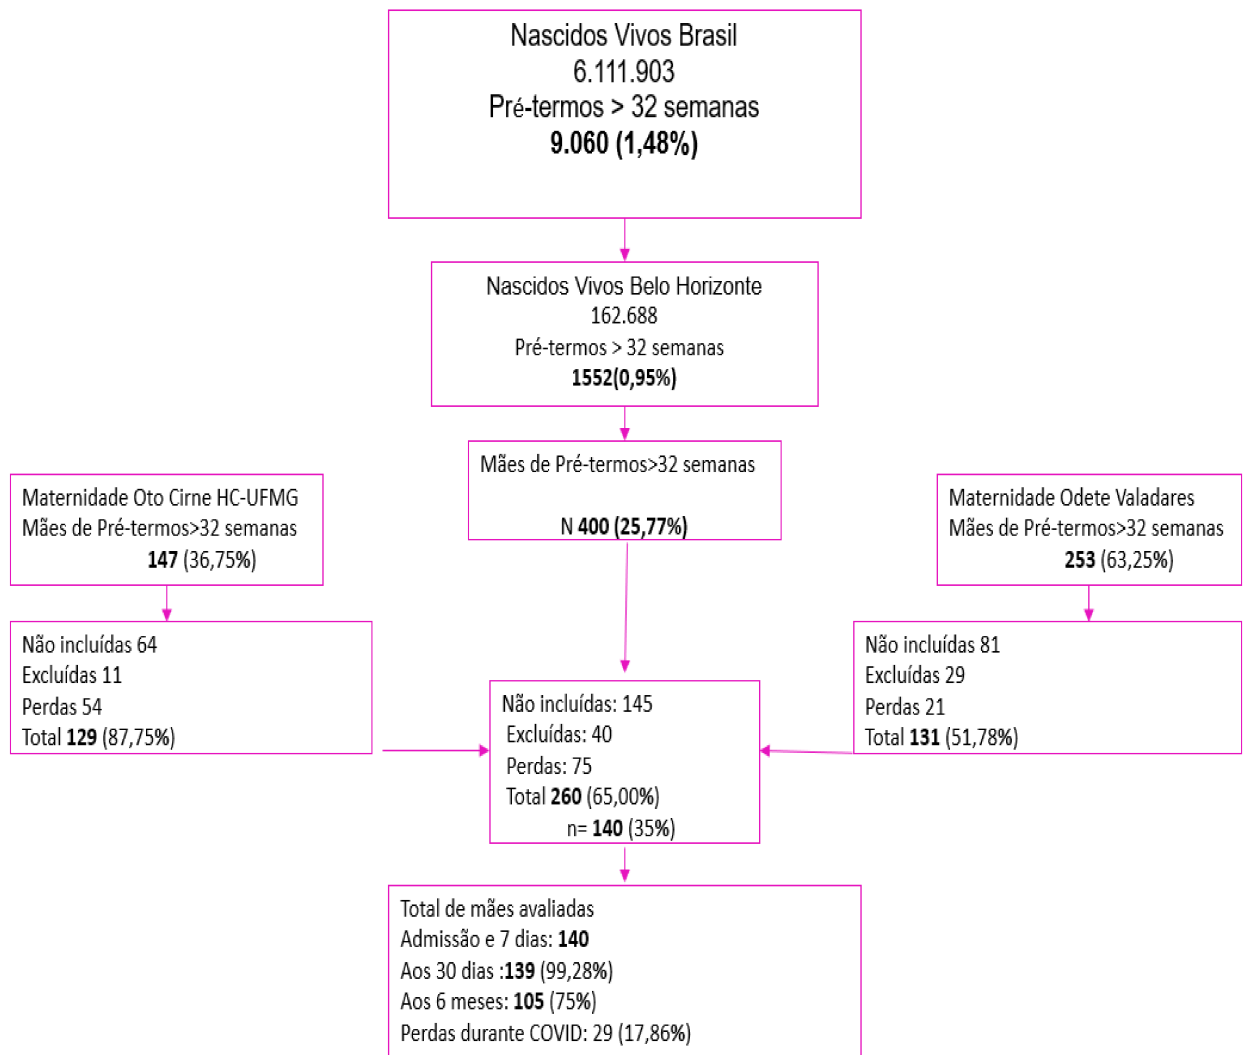 Nascidos Vivos Brasil
6.111.903
Pré-termos > 32 semanas
9.060 (1,48%)
Nascidos Vivos Belo Horizonte
162.688
Pré-termos > 32 semanas
1552(0,95%)
Mães de Pré-termos>32 semanas
N 400 (25,77%)
Maternidade Oto Cirne HC-UFMG
Mães de Pré-termos>32 semanas
147 (36,75%)
Maternidade Odete Valadares
Mães de Pré-termos>32 semanas
253 (63,25%)
Não incluídas 64
Excluídas 11
Perdas 54
Total 129 (87,75%)
Não incluídas 81
Excluídas 29
Perdas 21
Total 131 (51,78%)
Não incluídas: 145
Excluídas: 40
Perdas: 75
Total 260 (65,00%)
n= 140 (35%)
Total de mães avaliadas
Admissão e 7 dias: 140
Aos 30 dias :139 (99,28%)
Aos 6 meses: 105 (75%)
Perdas durante COVID: 29 (17,86%)